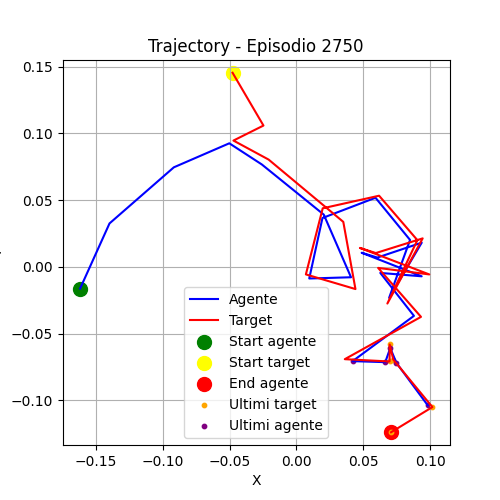 Trajectory - Episodio 2750
0.15
0.10
0.05
0.00
−0.05
−0.10
−0.15
−0.10
−0.05
0.00
0.05
0.10
X
Agente
Target
Start agente
Start target
End agente
Ultimi target
Ultimi agente